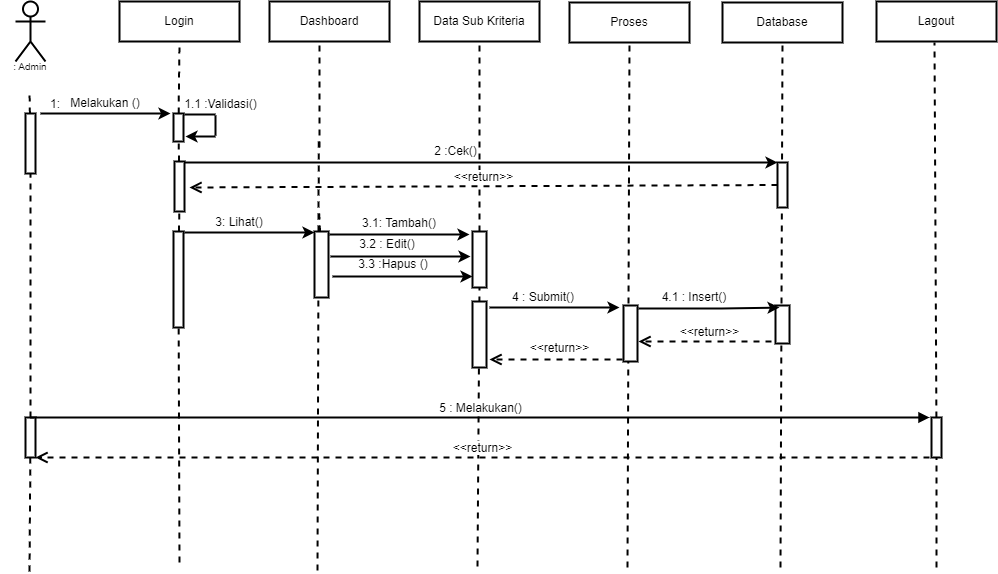 Login
Dashboard
Data Sub Kriteria
Proses
Database
Lagout
: Admin
1: Melakukan ()
1.1 :Validasi()
2 :Cek()
<<return>>
3: Lihat()
3.1: Tambah()
3.2 : Edit()
3.3 :Hapus ()
4 : Submit()
4.1 : Insert()
<<return>>
<<return>>
5 : Melakukan()
<<return>>